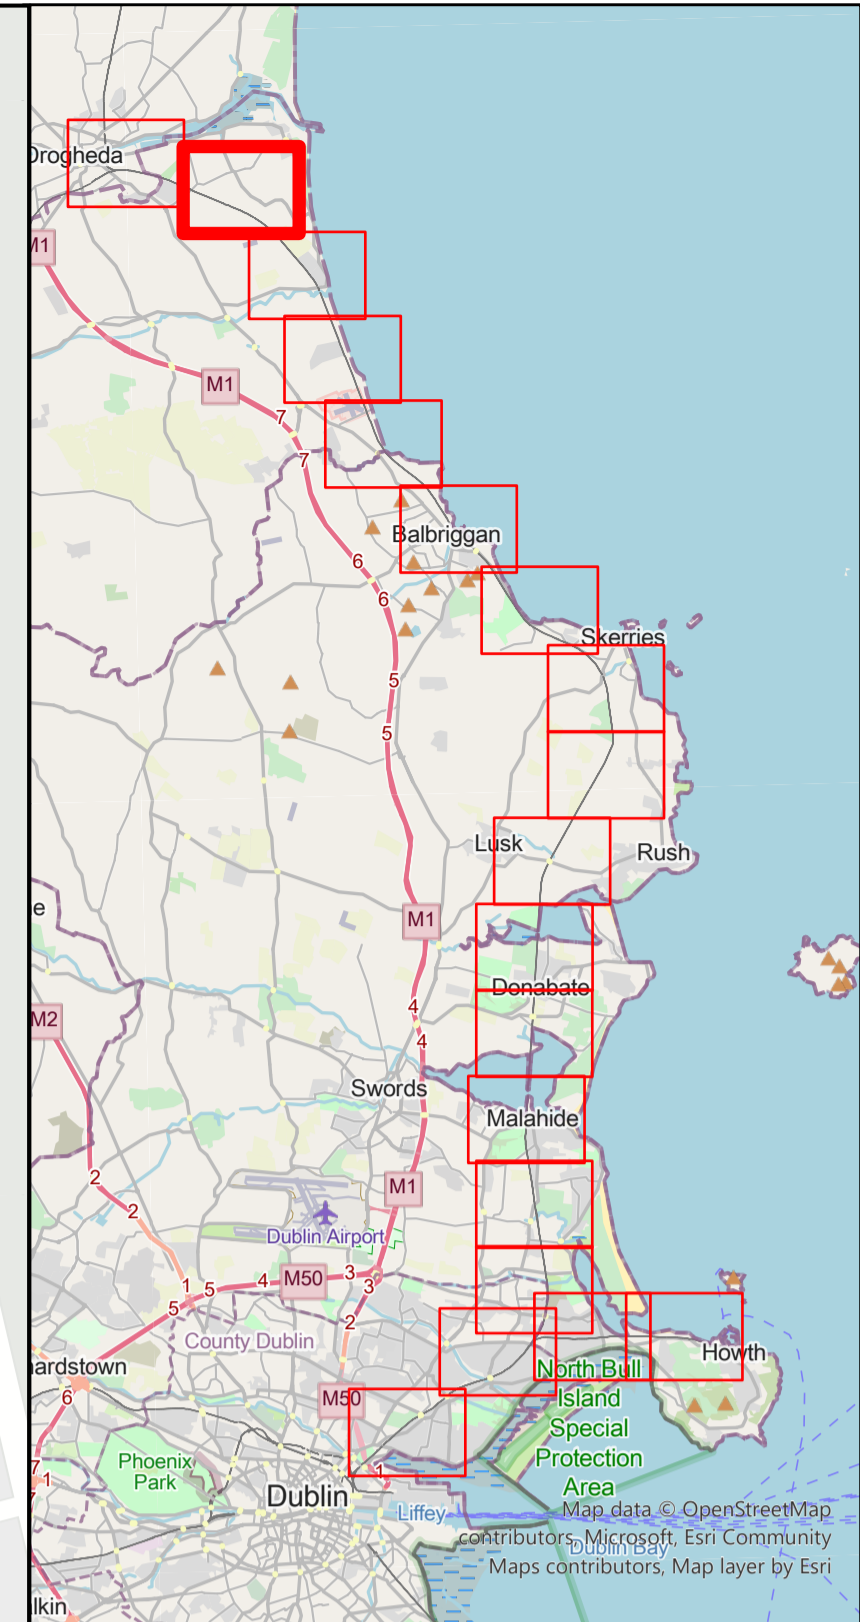 Drogheda
M1
M1
7
7
Balbriggan
6
6
Skerries
5
5
Lusk
Rush
e
M1
Donabate
M2
4
4
Swords
Malahide
2
M1
2
Dublin Airport
M50
3
4
3
1
5
5
2
County Dublin
Howth
hardstown
North Bull
Island
Special
Protection
Area
6
M50
Phoenix
Park
7
1
1
Dublin
Liffey
Dublin Bay
Map data © OpenStreetMap
contributors, Microsoft, Esri Community
Maps contributors, Map layer by Esri
lkin